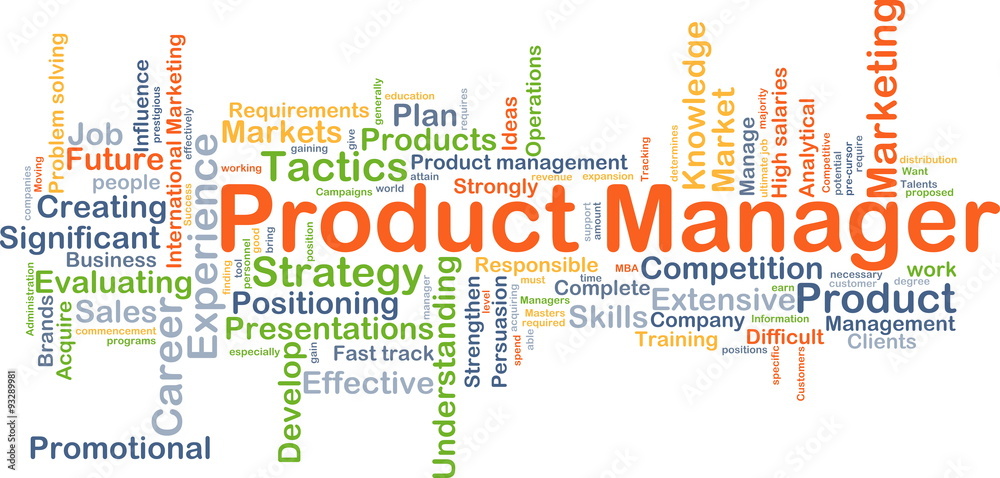 Product Manager
Problem solving
companies
Moving
Job
Future
people
Creating
Significant
Business
Evaluating
Sales
commencement
programs
Administration
Brands
Acquire
Career
Promotional
Influence
prestigious
effectively
International Marketing
Success
Experience
Requirements
Markets
gaining
working
Tactics
Campaigns
world
generally
education
give
Plan
requires
Products
Product management
attain
revenue
expansion
Strongly
Ideas
Operations
finding
tool
personnel
good
bring
position
Strategy
Positioning
manager
Presentations
especially
gain
Develop
Fast track
Effective
Understanding
Strengthen
level
Persuasion
acquiring
spend
able
Responsible
must
time
Complete
Managers
Masters
required
Skills
support
amount
Tracking
MBA
Competition
Extensive
Company
Training
positions
Information
earn
Difficult
specific
Customers
determines
Knowledge
Market
Manage
ultimate job
majority
High salaries
Analytical
Competitive
potential
pre-cursor
require
Marketing
distribution
Want
Talents
proposed
necessary
customer
degree
work
Product
Management
Clients
Adobe Stock | #93289981
Adobe Stock